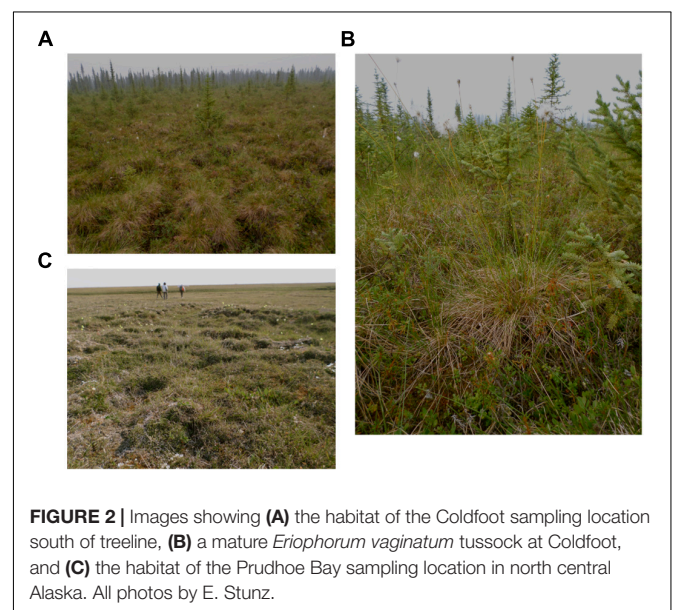 A
B
C
FIGURE 2 | Images showing (A) the habitat of the Coldfoot sampling location
south of treeline, (B) a mature Eriophorum vaginatum tussock at Coldfoot,
and (C) the habitat of the Prudhoe Bay sampling location in north central
Alaska. All photos by E. Stunz.